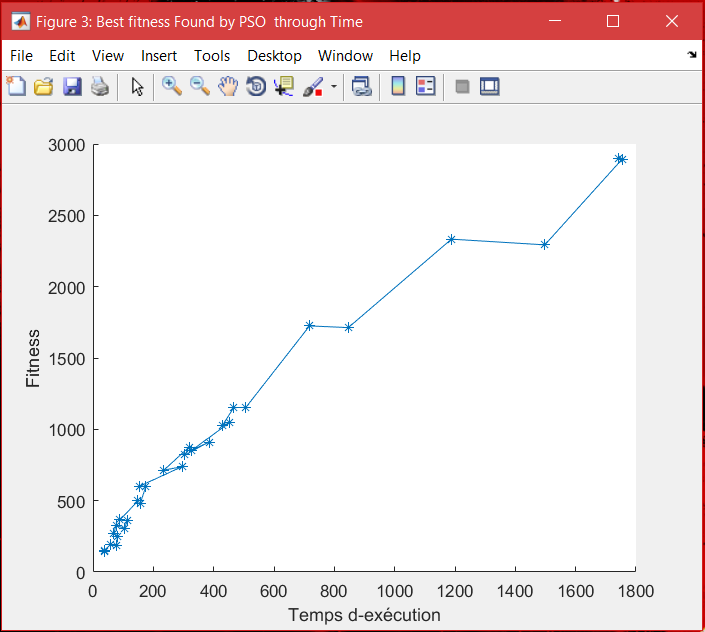 Figure 3: Best fitness Found by PSO  through Time
File Edit View Insert Tools Desktop Window Help
3000
2500
2000
1500
1000
500
0
Fitness
0 200 400 600 800 1000 1200 1400 1600 1800
Temps d-exécution